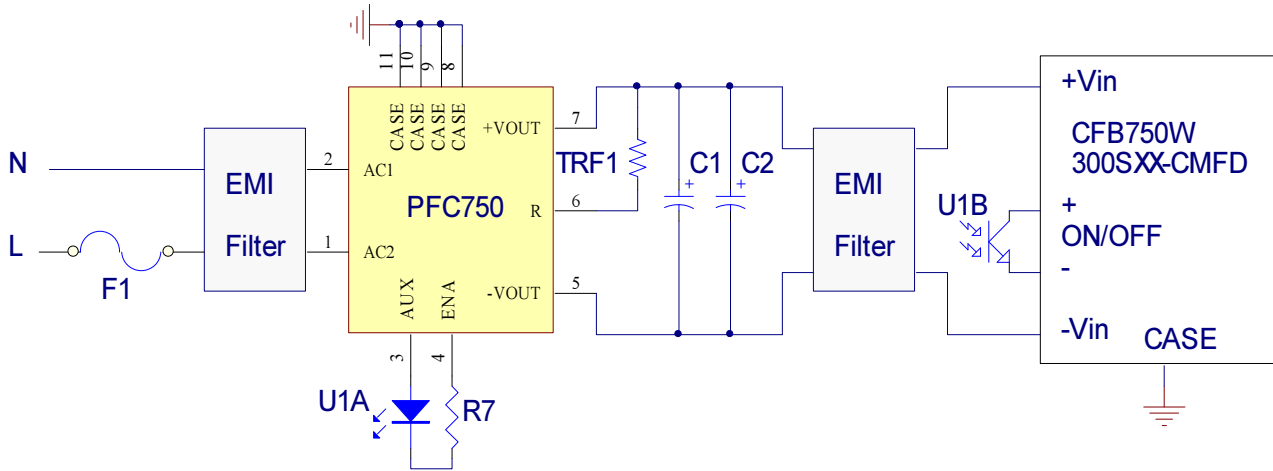 11
10
9
8
CASE
CASE
CASE
CASE
+VOUT
7
+Vin
CFB750W
300SXX-CMFD
N
2
AC1
EMI
Filter
TRF1
+
C1
+
C2
EMI
Filter
PFC750
R
6
U1B
+
ON/OFF
-
L
F1
1
AC2
AUX
ENA
-VOUT
5
-Vin
CASE
3
4
U1A
R7